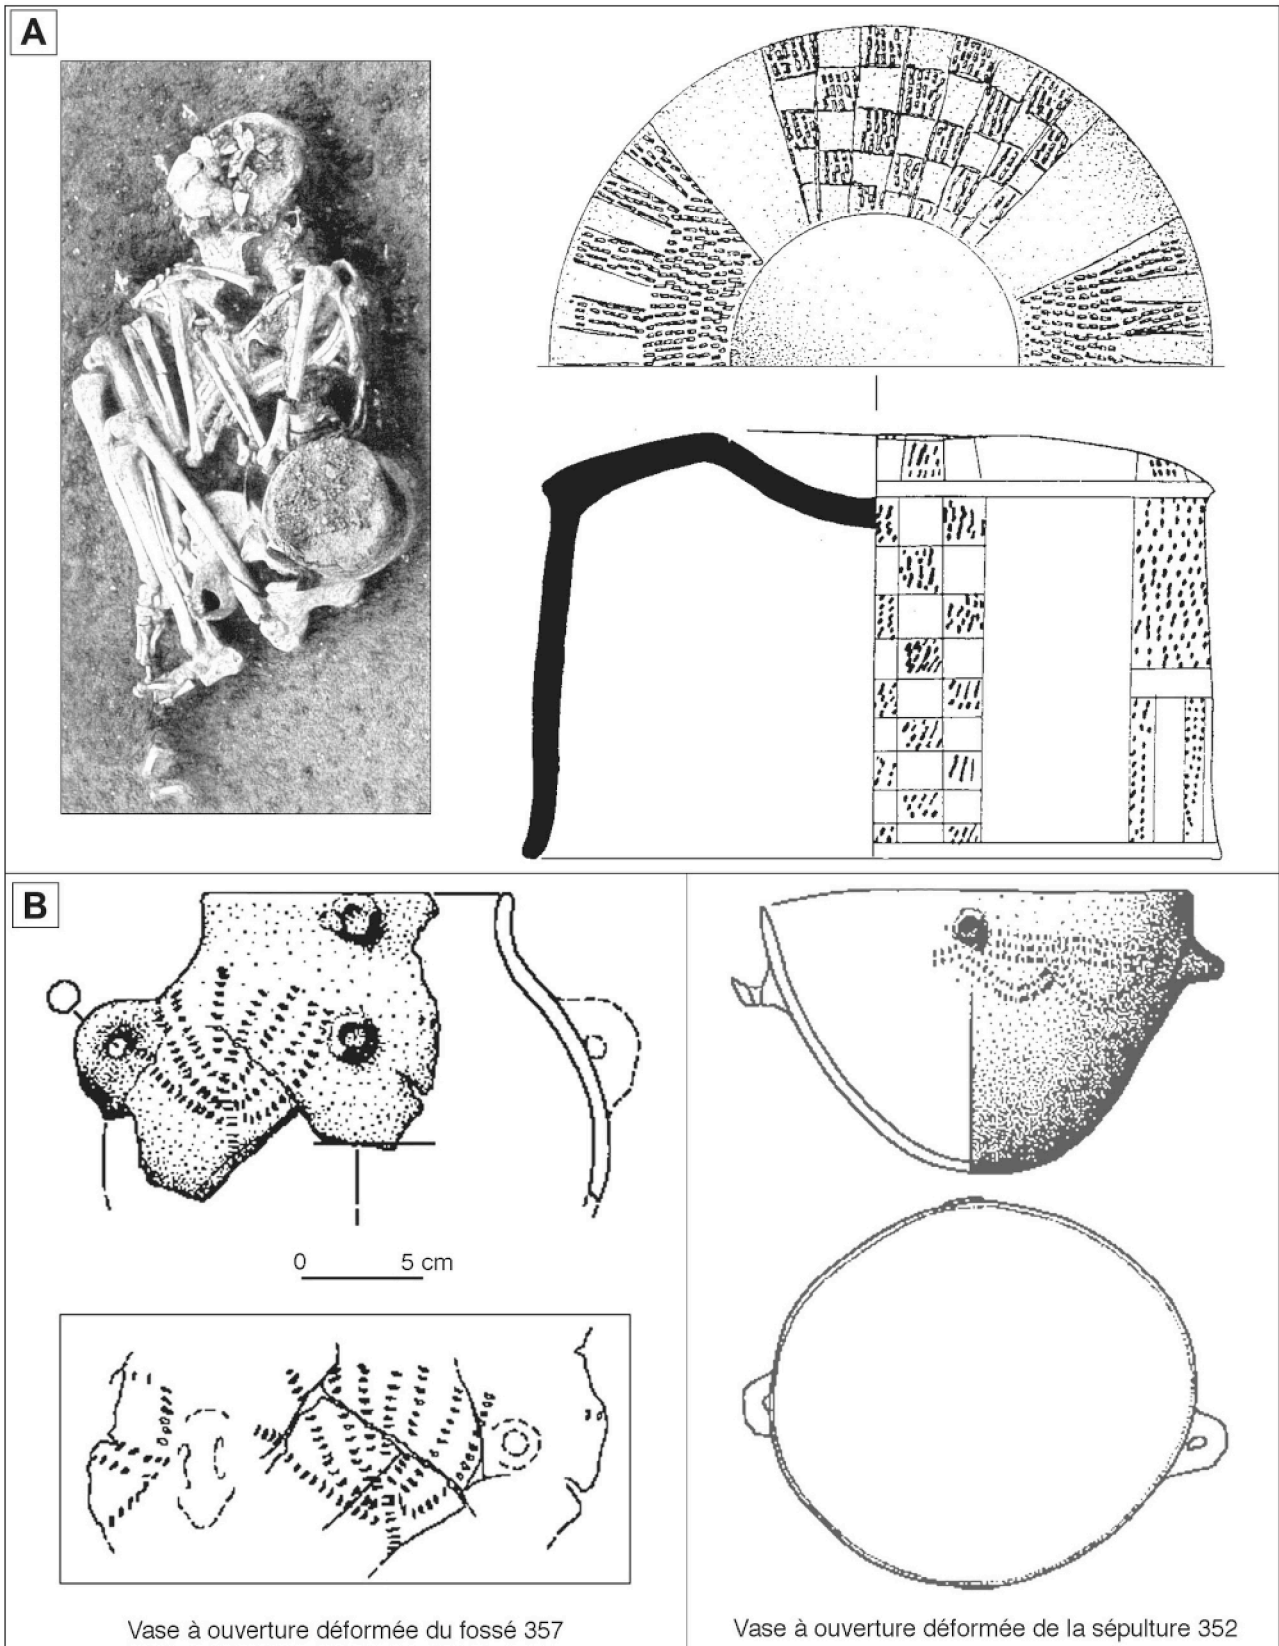 A
B
0 5 cm
Vase à ouverture déformée du fossé 357
Vase à ouverture déformée de la sépulture 352